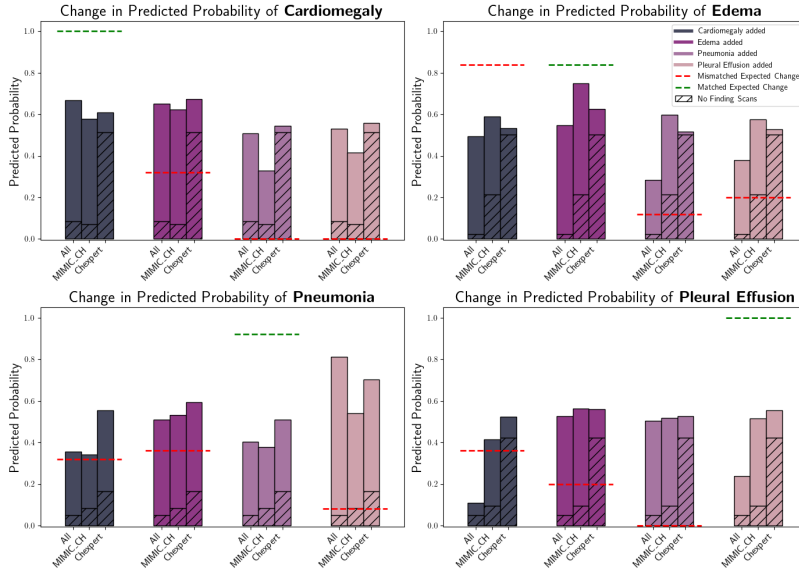 Change in Predicted Probability of Cardiomegaly
Predicted Probability
1.0
0.8
0.6
0.4
0.2
0.0
All
MIMIC_CH
Chexpert
All
MIMIC_CH
Chexpert
All
MIMIC_CH
Chexpert
All
MIMIC_CH
Chexpert
Change in Predicted Probability of Edema
Cardiomegaly added
Edema added
Pneumonia added
Pleural Effusion added
Mismatched Expected Change
Matched Expected Change
No Finding Scans
Predicted Probability
1.0
0.8
0.6
0.4
0.2
0.0
All
MIMIC_CH
Chexpert
All
MIMIC_CH
Chexpert
All
MIMIC_CH
Chexpert
All
MIMIC_CH
Chexpert
Change in Predicted Probability of Pneumonia
Predicted Probability
1.0
0.8
0.6
0.4
0.2
0.0
All
MIMIC_CH
Chexpert
All
MIMIC_CH
Chexpert
All
MIMIC_CH
Chexpert
All
MIMIC_CH
Chexpert
Change in Predicted Probability of Pleural Effusion
Predicted Probability
1.0
0.8
0.6
0.4
0.2
0.0
All
MIMIC_CH
Chexpert
All
MIMIC_CH
Chexpert
All
MIMIC_CH
Chexpert
All
MIMIC_CH
Chexpert